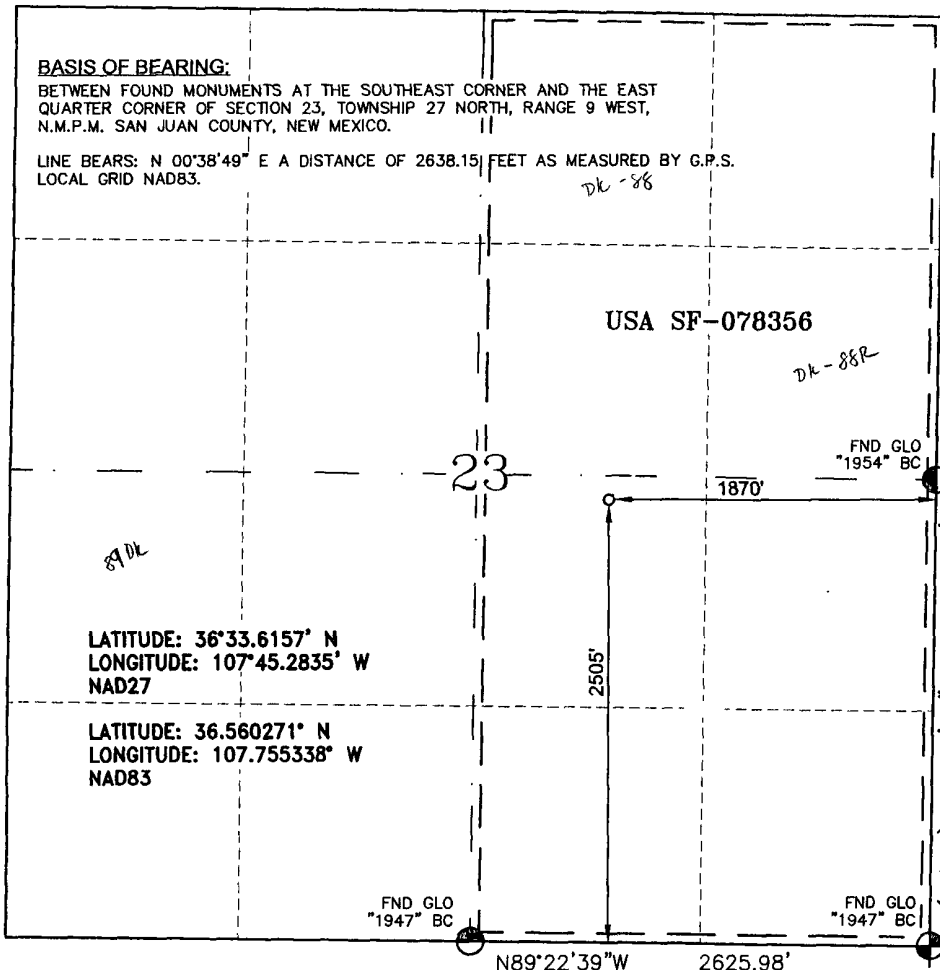 BASIS OF BEARING:
BETWEEN FOUND MONUMENTS AT THE SOUTHEAST CORNER AND THE EAST
QUARTER CORNER OF SECTION 23, TOWNSHIP 27 NORTH, RANGE 9 WEST,
N.M.P.M. SAN JUAN COUNTY, NEW MEXICO.
LINE BEARS: N 00°38'49" E A DISTANCE OF 2638.15 FEET AS MEASURED BY G.P.S.
LOCAL GRID NAD83.
DK -88
USA SF-078356
DK - 88R
FND GLO
"1954" BC
23
1870'
89 DK
2505'
LATITUDE: 36°33.6157' N
LONGITUDE: 107°45.2835' W
NAD27
LATITUDE: 36.560271° N
LONGITUDE: 107.755338° W
NAD83
FND GLO
"1947" BC
FND GLO
"1947" BC
N89°22'39"W 2625.98'